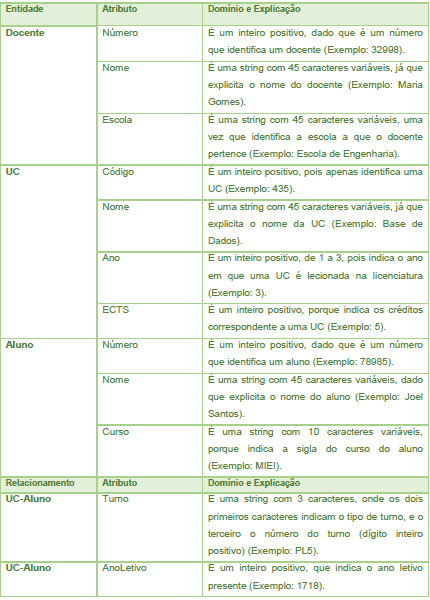 Entidade Atributo Domínio e Explicação
Docente Número É um inteiro positivo, dado que é um número
que identifica um docente (Exemplo: 32998).
Nome É uma string com 45 caracteres variáveis, já que
explicita o nome do docente (Exemplo: Maria
Gomes).
Escola É uma string com 45 caracteres variáveis, uma
vez que identifica a escola a que o docente
pertence (Exemplo: Escola de Engenharia).
UC Código É um inteiro positivo, pois apenas identifica uma
UC (Exemplo: 435).
Nome É uma string com 45 caracteres variáveis, já que
explicita o nome da UC (Exemplo: Base de
Dados).
Ano É um inteiro positivo, de 1 a 3, pois indica o ano
em que uma UC é lecionada na licenciatura
(Exemplo: 3).
ECTS É um inteiro positivo, porque indica os créditos
correspondente a uma UC (Exemplo: 5).
Aluno Número É um inteiro positivo, dado que é um número
que identifica um aluno (Exemplo: 78985).
Nome É uma string com 45 caracteres variáveis, dado
que explicita o nome do aluno (Exemplo: Joel
Santos).
Curso É uma string com 10 caracteres variáveis,
porque indica a sigla do curso do aluno
(Exemplo: MIEI).
Relacionamento Atributo Domínio e Explicação
UC-Aluno Turno É uma string com 3 caracteres, onde os dois
primeiros caracteres indicam o tipo de turno, e o
terceiro o número do turno (dígito inteiro
positivo) (Exemplo: PL5).
UC-Aluno AnoLetivo É um inteiro positivo, que indica o ano letivo
presente (Exemplo: 1718).